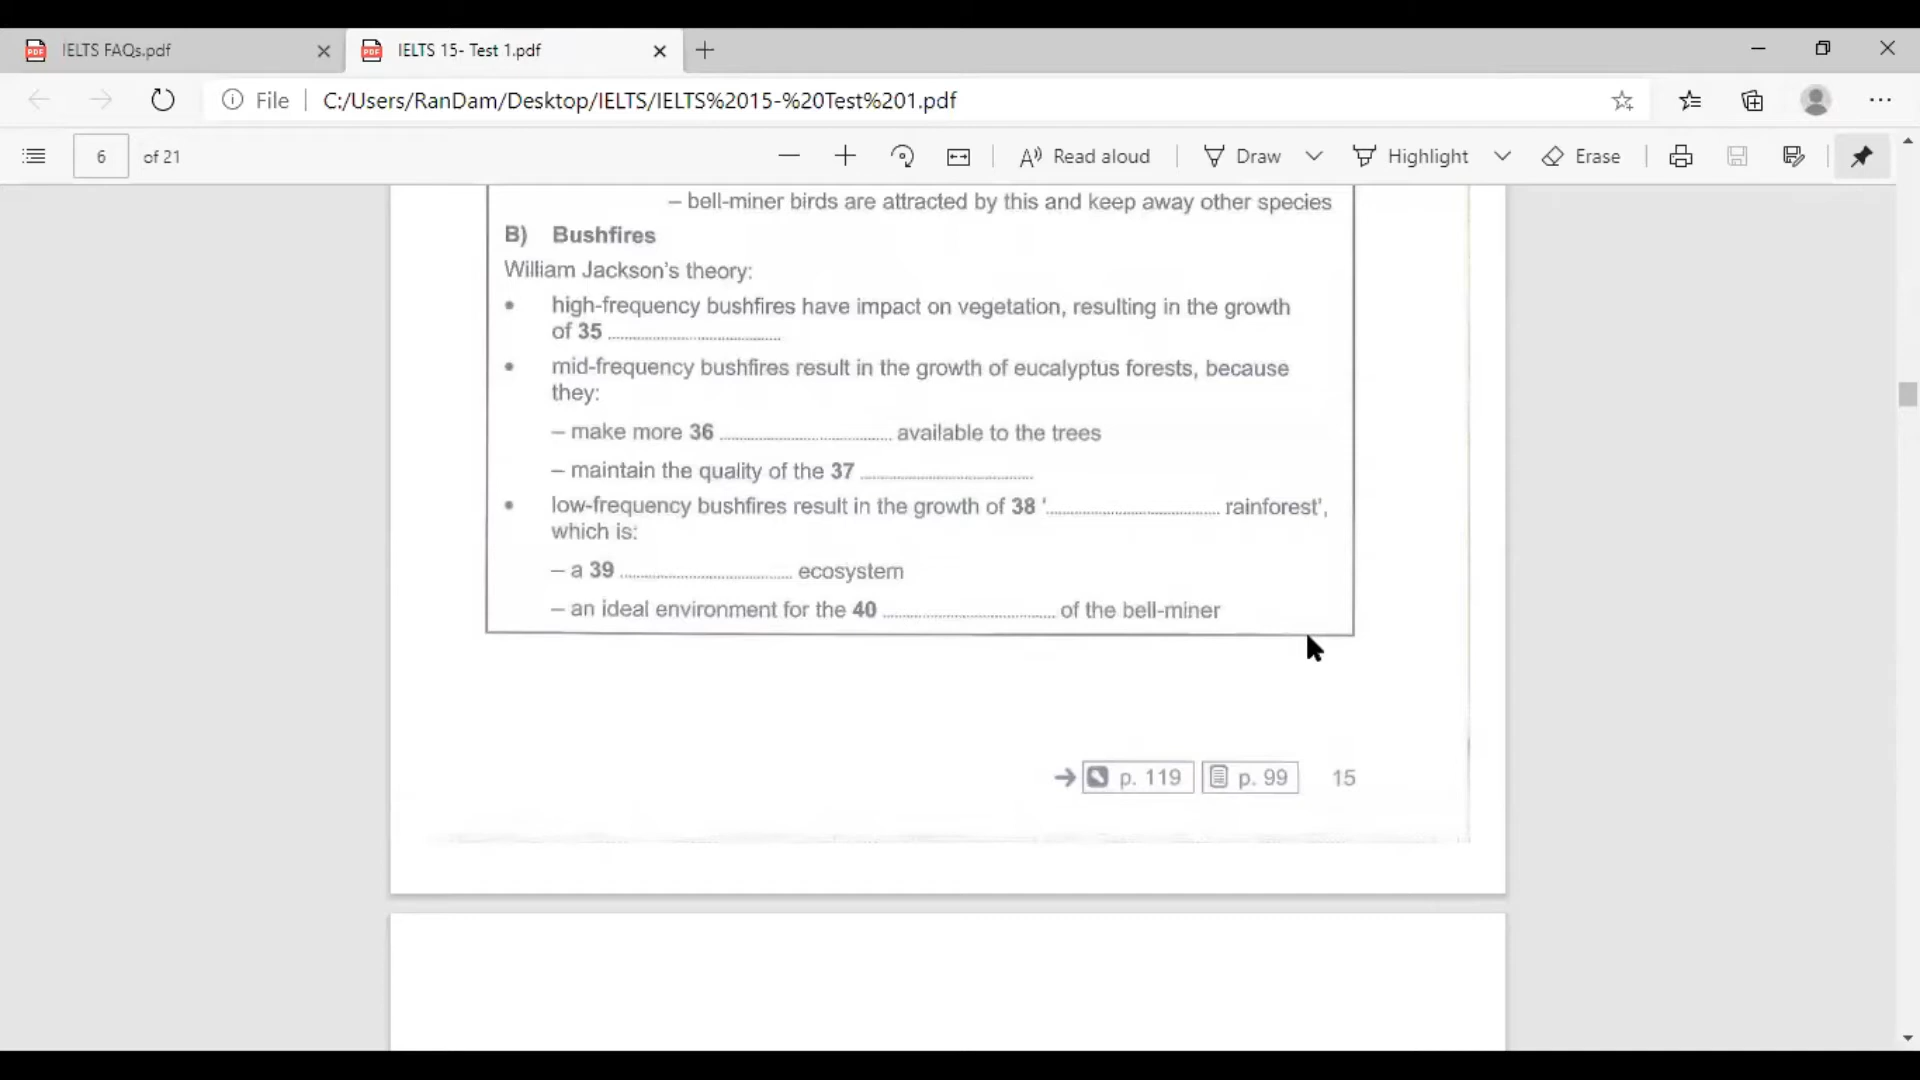 IELTS FAQs.pdf
IELTS 15- Test 1.pdf
File
C:/Users/RanDam/Desktop/IELTS/IELTS%2015-%20Test%201.pdf
6 of 21
Read aloud
Draw
Highlight
Erase
– bell-miner birds are attracted by this and keep away other species
B) Bushfires
William Jackson's theory:
• high-frequency bushfires have impact on vegetation, resulting in the growth
of 35 ..............................
• mid-frequency bushfires result in the growth of eucalyptus forests, because
they:
– make more 36 .............................. available to the trees
– maintain the quality of the 37 ..............................
• low-frequency bushfires result in the growth of 38 '.............................. rainforest',
which is:
– a 39 .............................. ecosystem
– an ideal environment for the 40 .............................. of the bell-miner
→ p. 119 p. 99 15